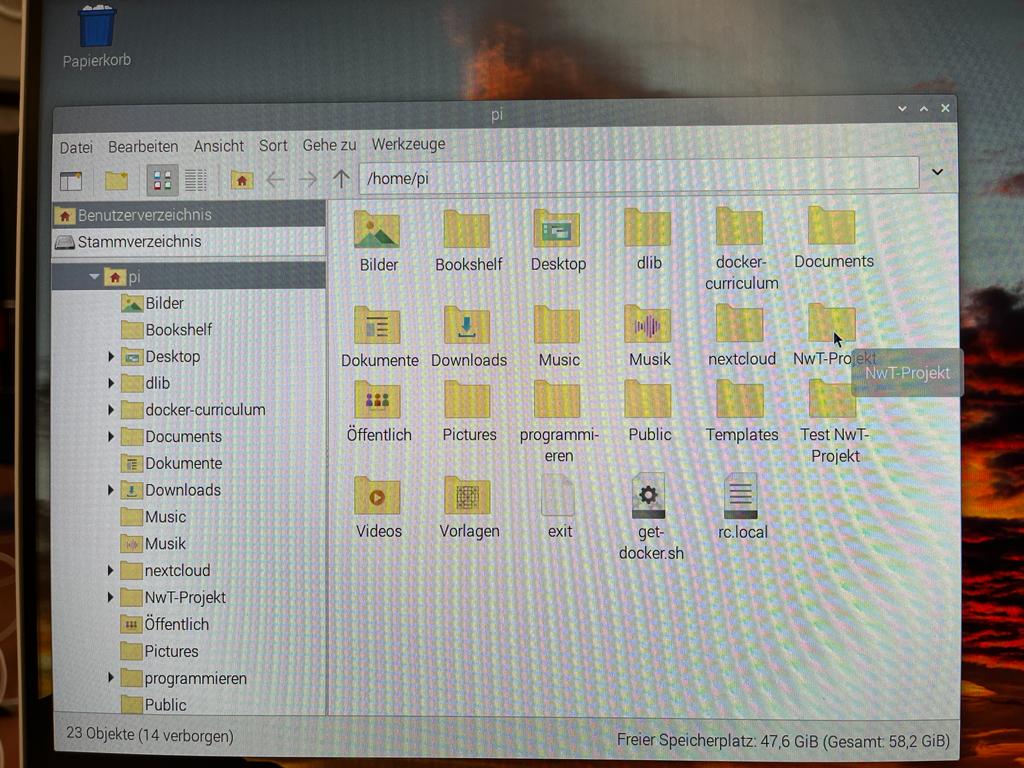 Papierkorb
pi
Datei Bearbeiten Ansicht Sort Gehe zu Werkzeuge
/home/pi
Benutzerverzeichnis
Stammverzeichnis
pi
Bilder
Bookshelf
Desktop
dlib
docker-curriculum
Documents
Dokumente
Downloads
Music
Musik
nextcloud
NwT-Projekt
Öffentlich
Pictures
programmieren
Public
Bilder Bookshelf Desktop dlib docker- Documents
curriculum
Dokumente Downloads Music Musik nextcloud NwT-Projekt
NwT-Projekt
Öffentlich Pictures programmi- Public Templates Test NwT-
eren Projekt
Videos Vorlagen exit get- rc.local
docker.sh
23 Objekte (14 verborgen) Freier Speicherplatz: 47,6 GiB (Gesamt: 58,2 GiB)